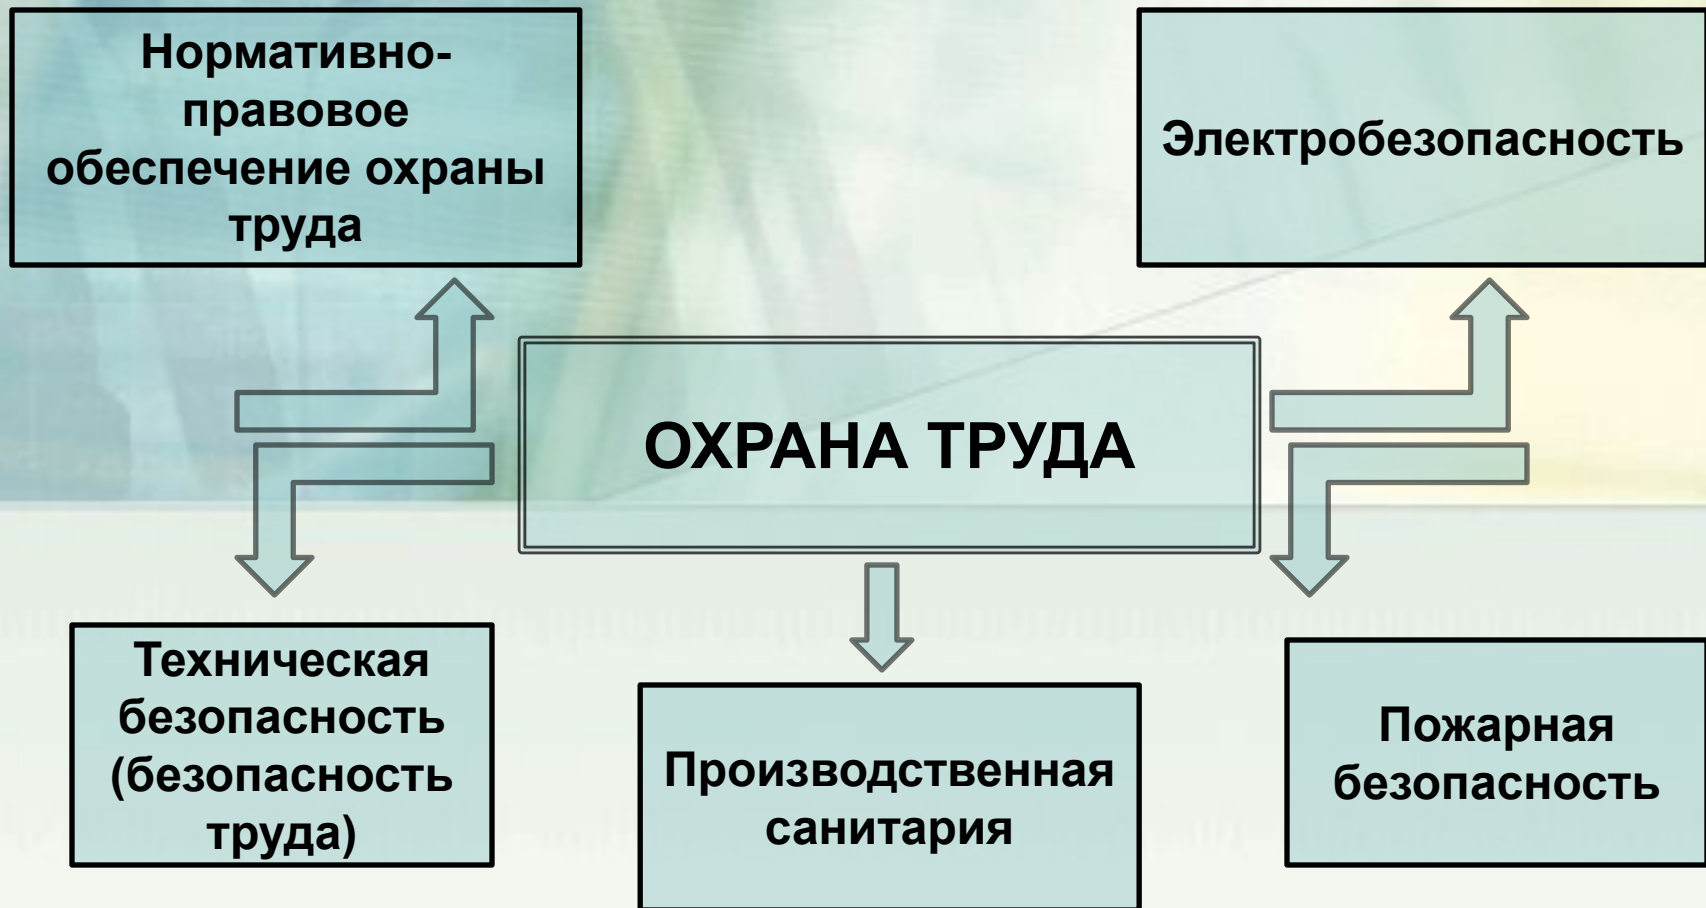 Нормативно-
правовое
обеспечение охраны
труда
Электробезопасность
ОХРАНА ТРУДА
Техническая
безопасность
(безопасность
труда)
Производственная
санитария
Пожарная
безопасность